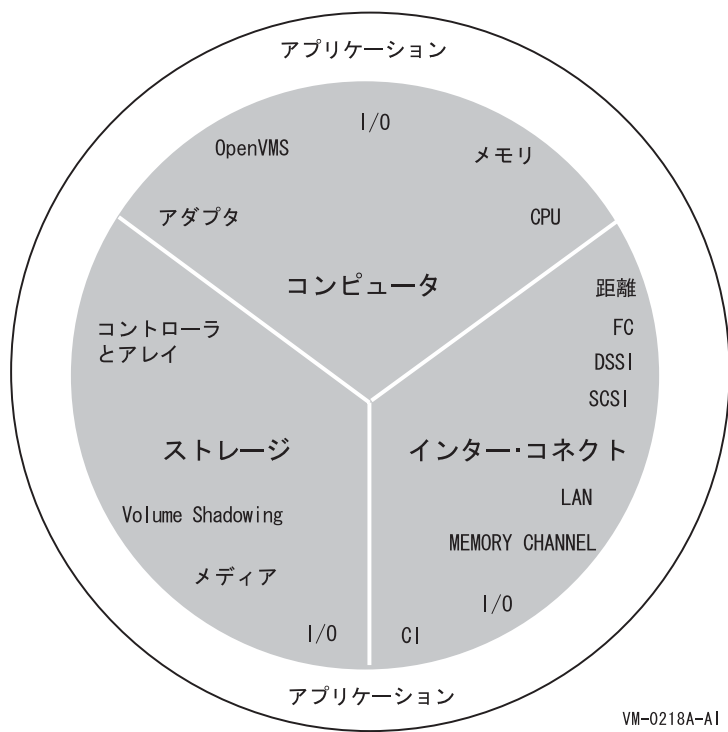 アプリケーション
I/O
OpenVMS
メモリ
アダプタ
CPU
コンピュータ
距離
コントローラ
とアレイ
FC
DSSI
SCSI
ストレージ
インター・コネクト
LAN
Volume Shadowing
MEMORY CHANNEL
メディア
I/O
I/O
CI
アプリケーション
VM-0218A-AI